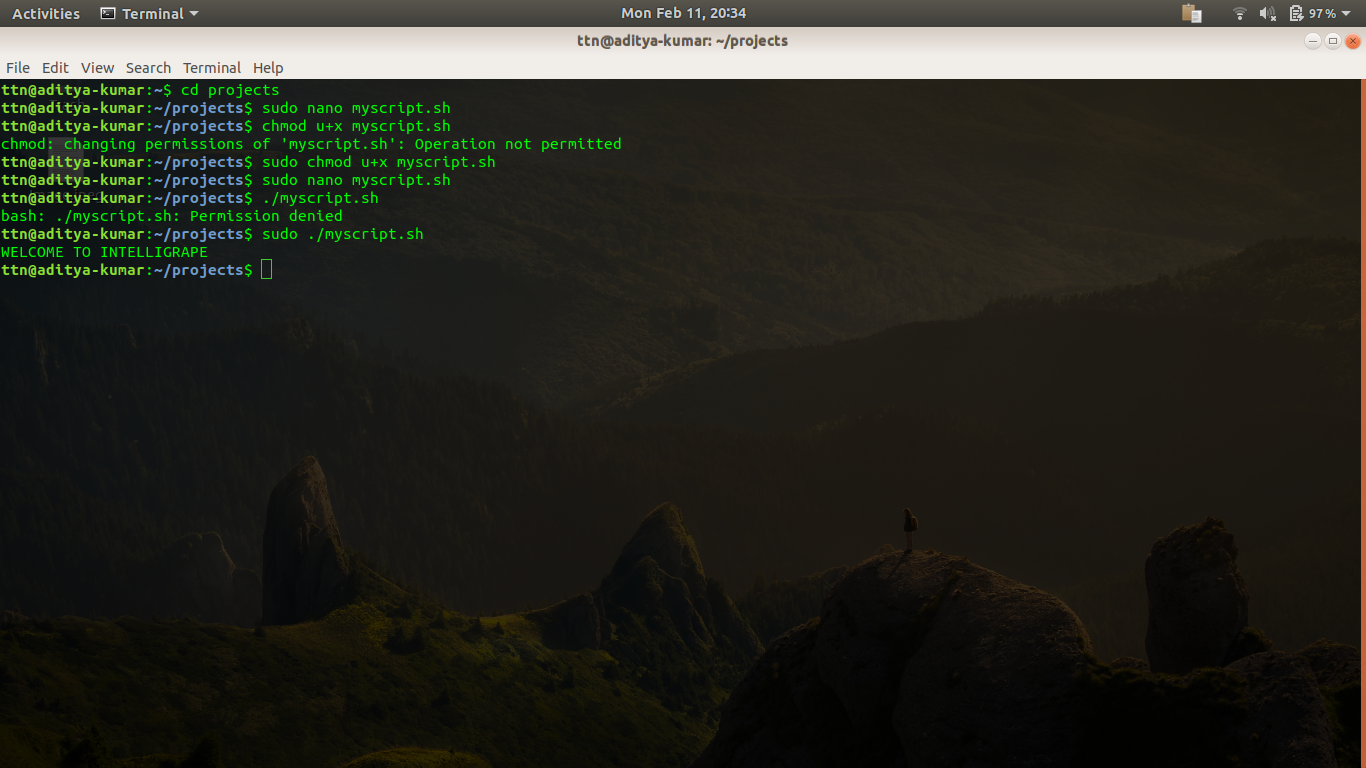 Activities Terminal Mon Feb 11, 20:34 97%
ttn@aditya-kumar: ~/projects
File Edit View Search Terminal Help
ttn@aditya-kumar:~$ cd projects
ttn@aditya-kumar:~/projects$ sudo nano myscript.sh
ttn@aditya-kumar:~/projects$ chmod u+x myscript.sh
chmod: changing permissions of 'myscript.sh': Operation not permitted
ttn@aditya-kumar:~/projects$ sudo chmod u+x myscript.sh
ttn@aditya-kumar:~/projects$ sudo nano myscript.sh
ttn@aditya-kumar:~/projects$ ./myscript.sh
bash: ./myscript.sh: Permission denied
ttn@aditya-kumar:~/projects$ sudo ./myscript.sh
WELCOME TO INTELLIGRAPE
ttn@aditya-kumar:~/projects$